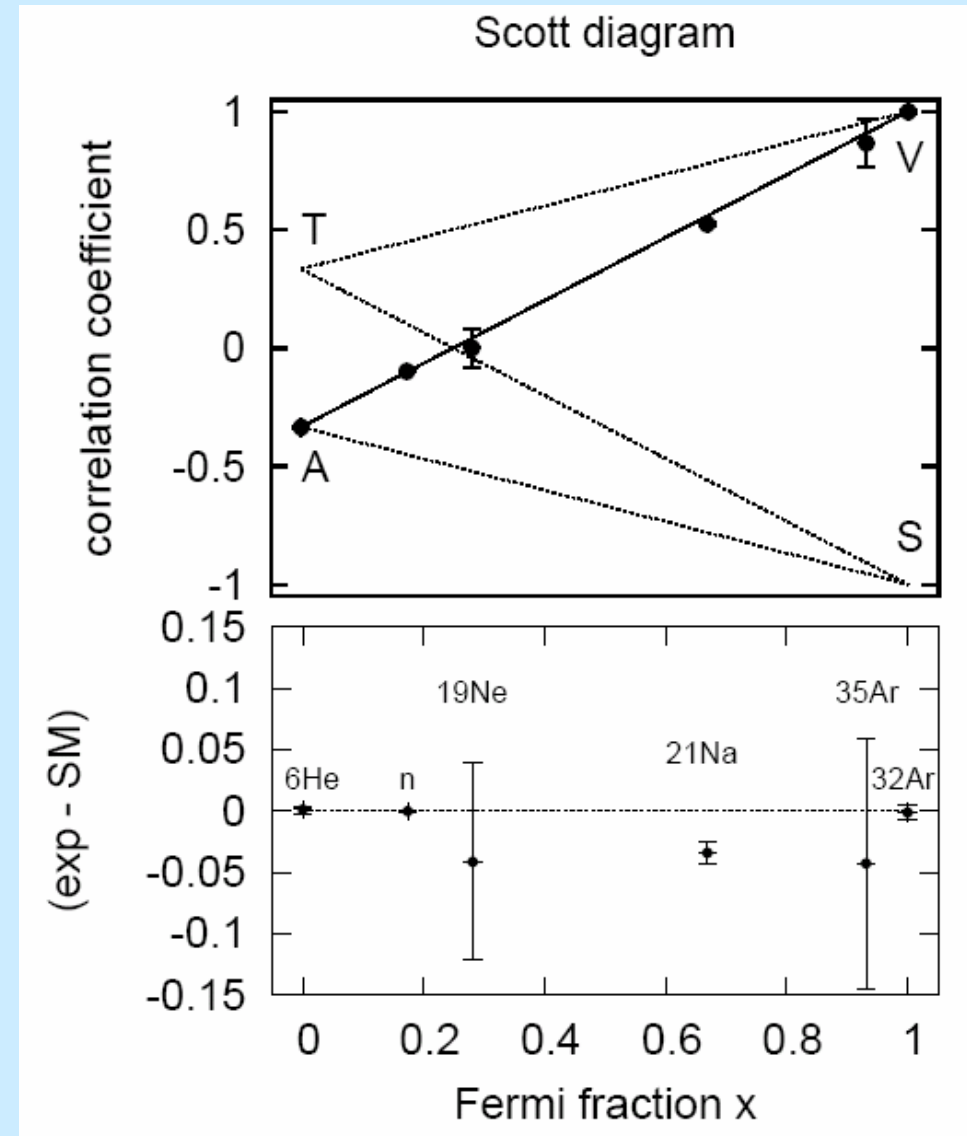 Scott diagram
correlation coefficient
1
0.5
0
-0.5
-1
T
V
A
S
(exp - SM)
0.15
0.1
0.05
0
-0.05
-0.1
-0.15
19Ne
35Ar
21Na
6He
n
32Ar
0 0.2 0.4 0.6 0.8 1
Fermi fraction x